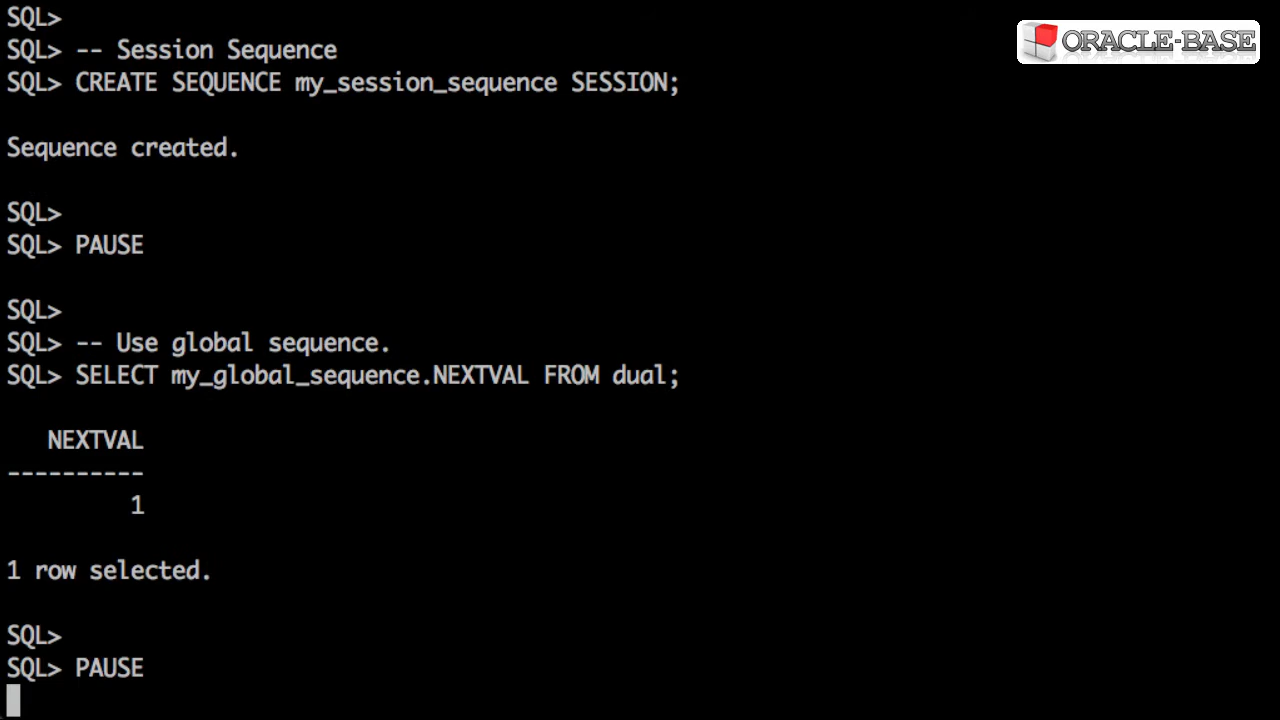 SQL>
ORACLE-BASE
SQL> -- Session Sequence
SQL> CREATE SEQUENCE my_session_sequence SESSION;
Sequence created.
SQL>
SQL> PAUSE
SQL>
SQL> -- Use global sequence.
SQL> SELECT my_global_sequence.NEXTVAL FROM dual;
NEXTVAL
----------
1
1 row selected.
SQL>
SQL> PAUSE